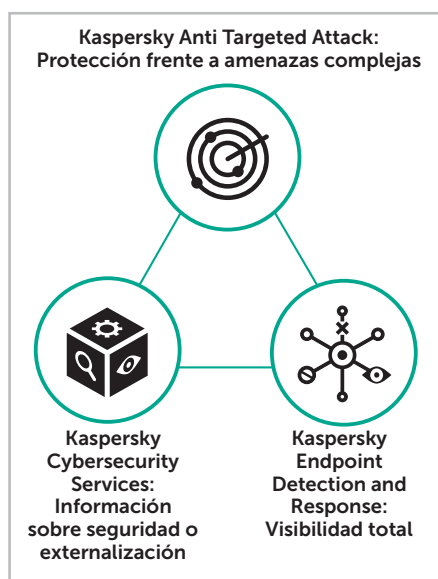 Kaspersky Anti Targeted Attack:
Protección frente a amenazas complejas
Kaspersky
Cybersecurity
Services:
Información
sobre seguridad o
externalización
Kaspersky
Endpoint
Detection and
Response:
Visibilidad total